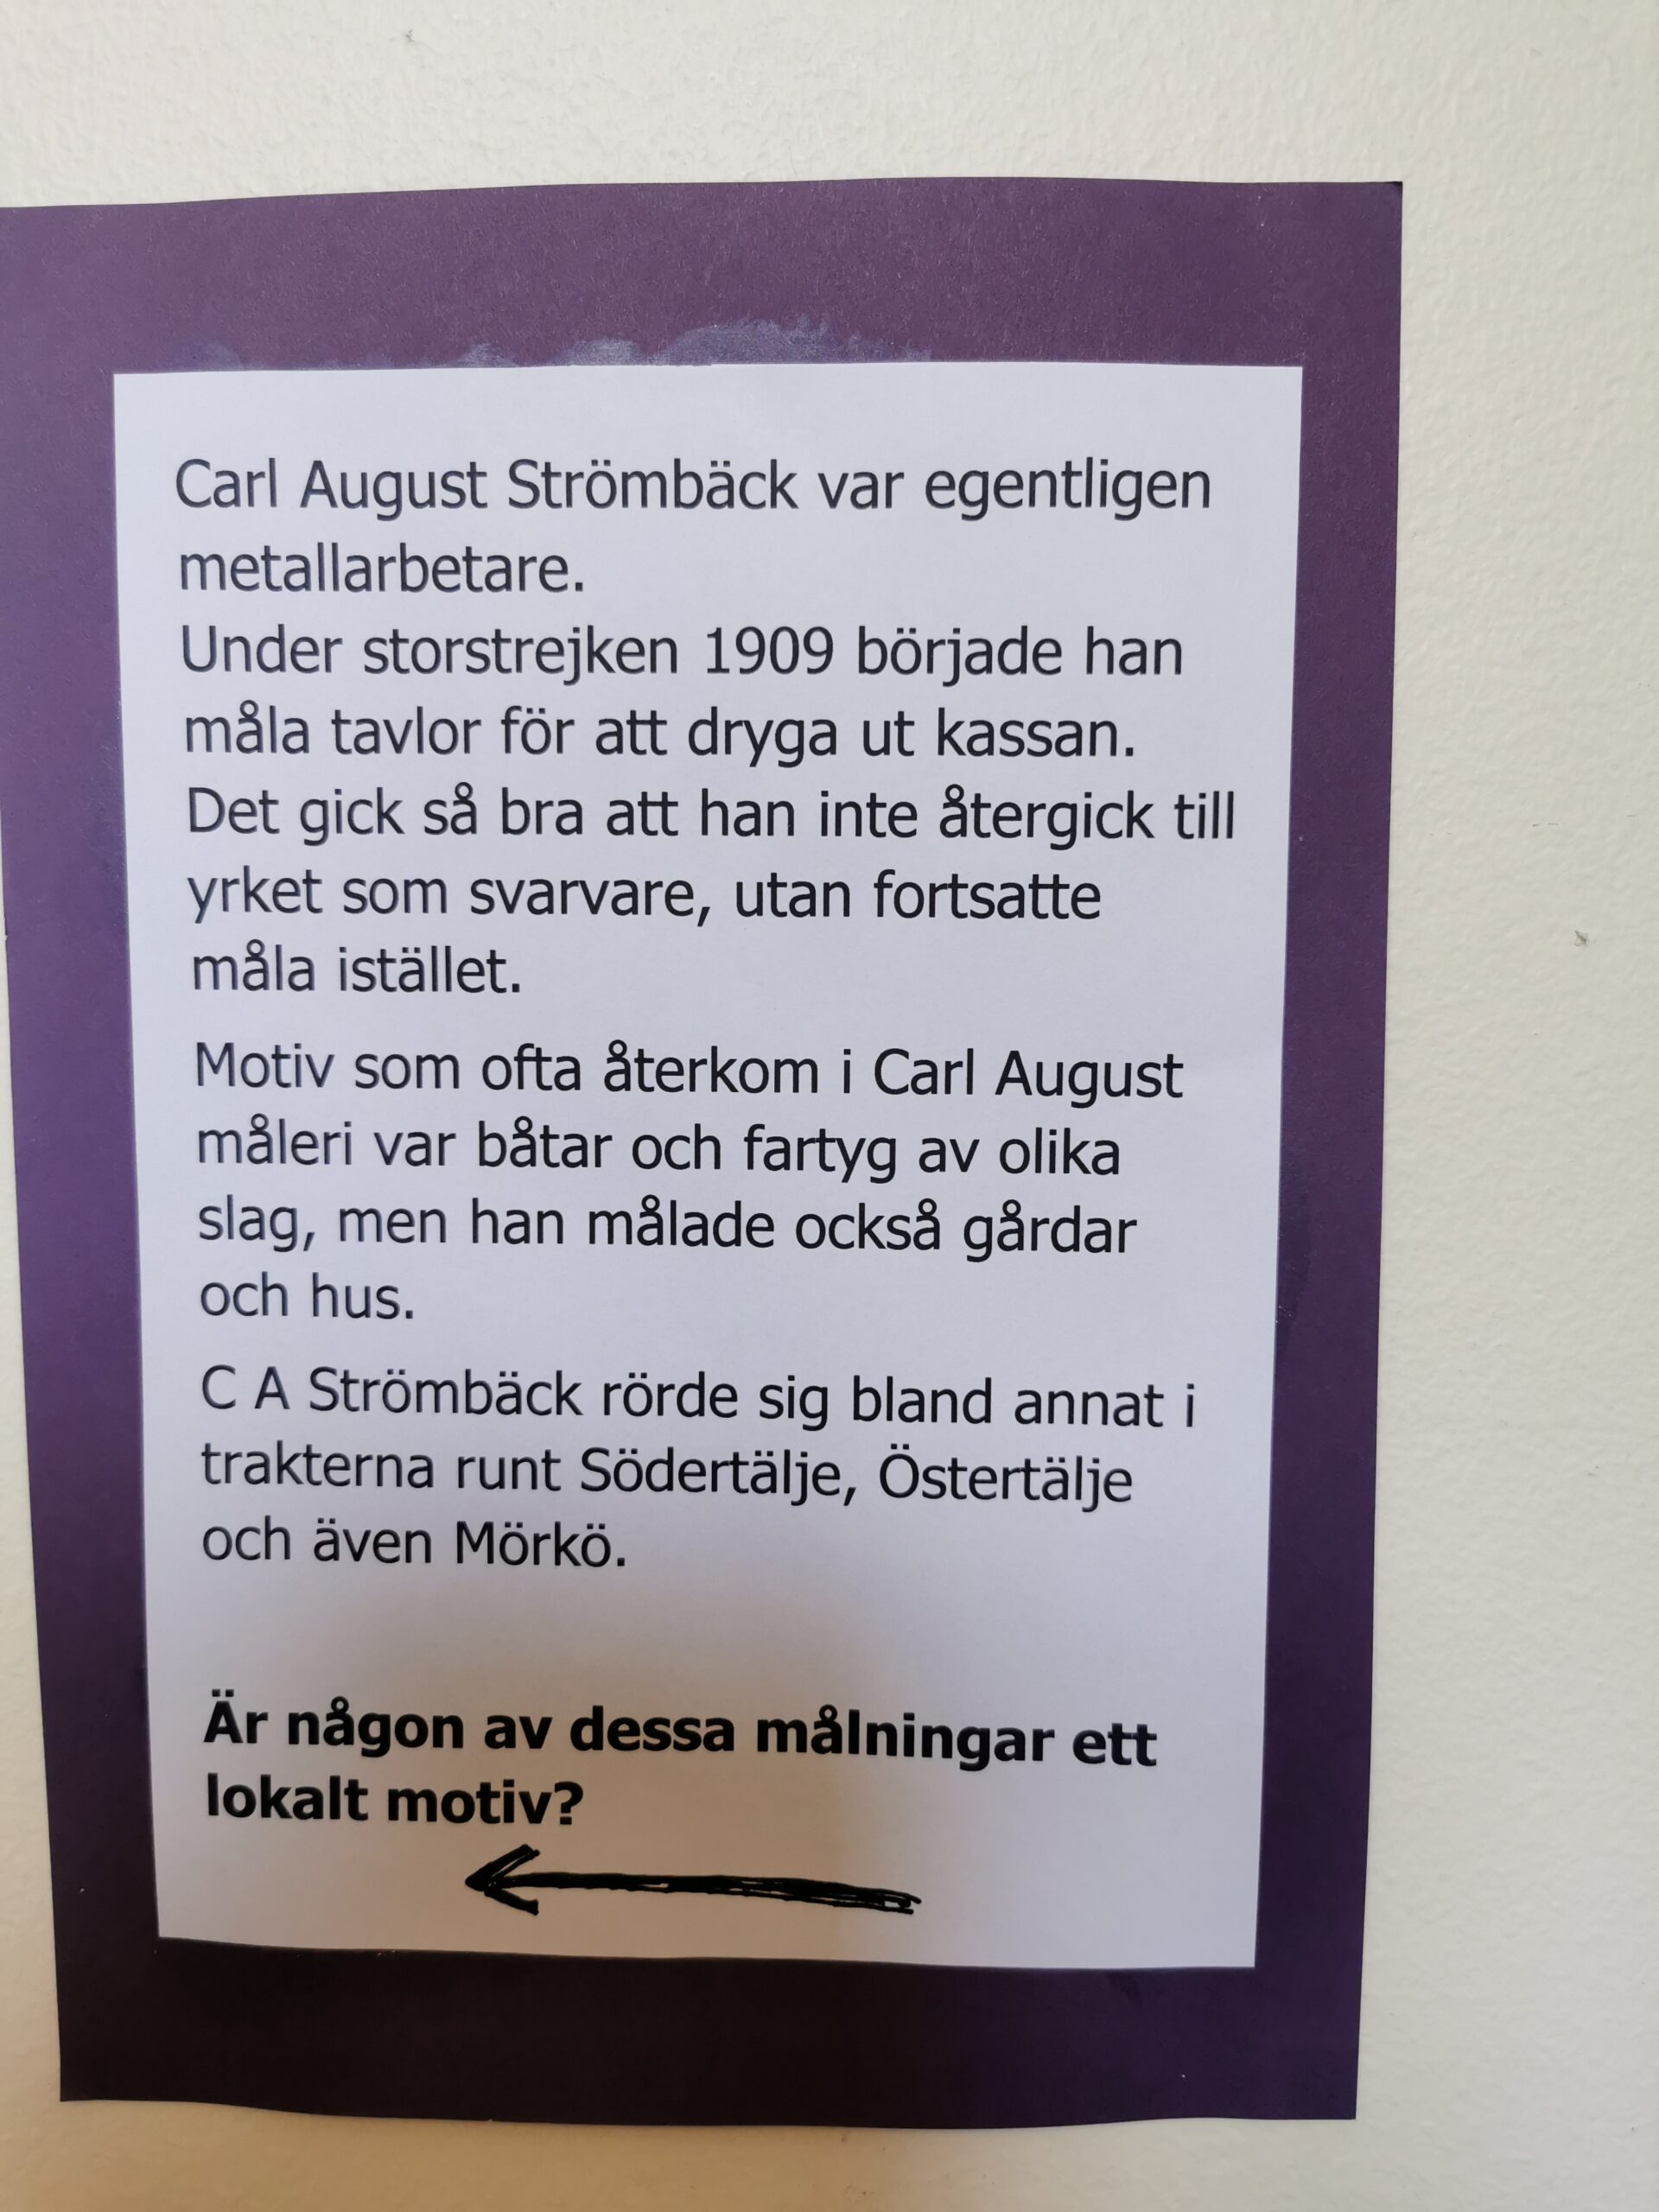 Carl August Strömbäck var egentligen
metallarbetare.
Under storstrejken 1909 började han
måla tavlor för att dryga ut kassan.
Det gick så bra att han inte återgick till
yrket som svarvare, utan fortsatte
måla istället.
Motiv som ofta återkom i Carl August
måleri var båtar och fartyg av olika
slag, men han målade också gårdar
och hus.
C A Strömbäck rörde sig bland annat i
trakterna runt Södertälje, Östertälje
och även Mörkö.
Är någon av dessa målningar ett
lokalt motiv?